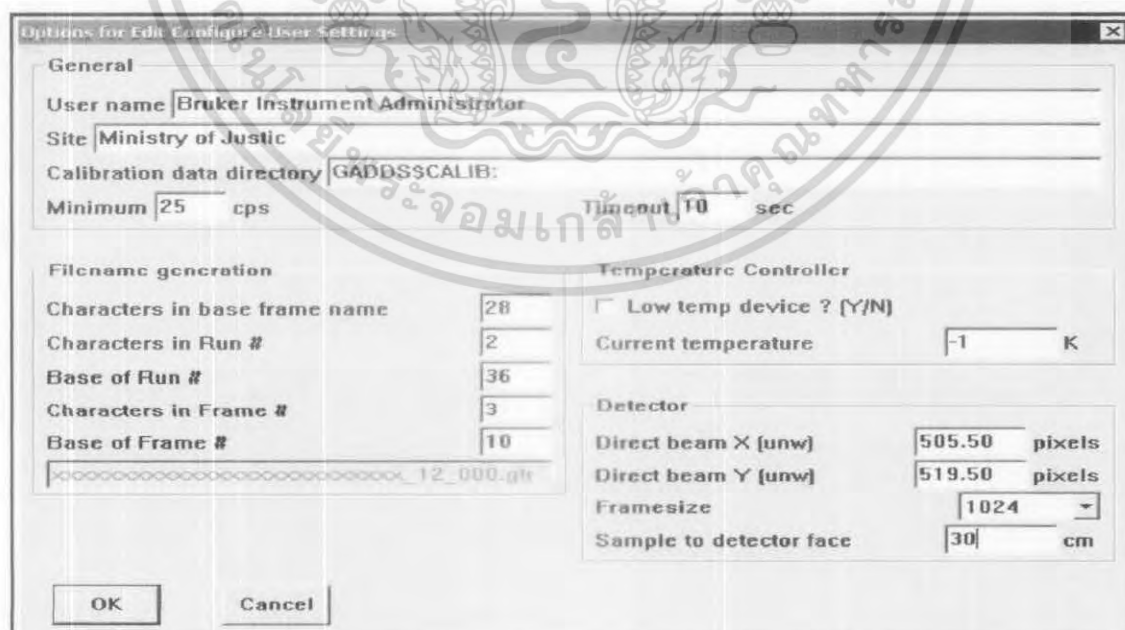 Options for Edit Configure User Settings
General
User name Bruker Instrument Administrator
Site Ministry of Justic
Calibration data directory GADDS$CALIB:
Minimum 25 cps Timeout 10 sec
Filename generation
Characters in base frame name 28
Characters in Run # 2
Base of Run # 36
Characters in Frame # 3
Base of Frame # 10
_12_000.gfr
Temperature Controller
Low temp device ? (Y/N)
Current temperature -1 K
Detector
Direct beam X (unw) 505.50 pixels
Direct beam Y (unw) 519.50 pixels
Framesize 1024
Sample to detector face 30 cm
OK Cancel